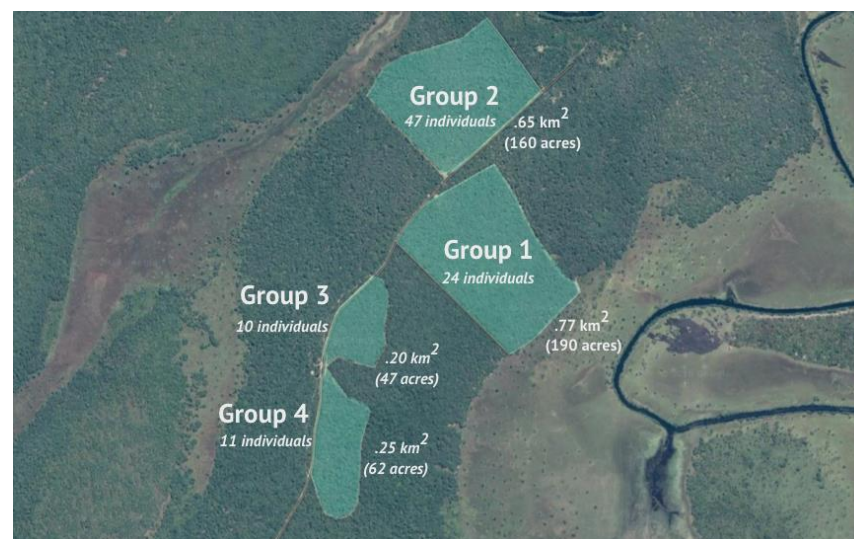 Group 2
47 individuals
.65 km²
(160 acres)
Group 1
24 individuals
.77 km²
(190 acres)
Group 3
10 individuals
.20 km²
(47 acres)
Group 4
11 individuals
.25 km²
(62 acres)